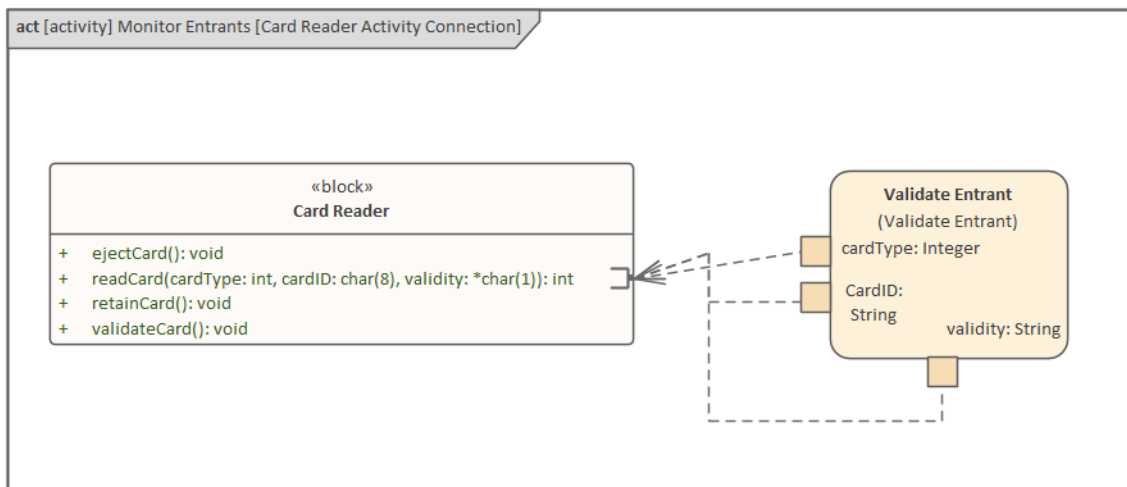 act [activity] Monitor Entrants [Card Reader Activity Connection]
«block»
Card Reader
+ ejectCard(): void
+ readCard(cardType: int, cardID: char(8), validity: *char(1)): int
+ retainCard(): void
+ validateCard(): void
Validate Entrant
(Validate Entrant)
cardType: Integer
CardID:
String
validity: String